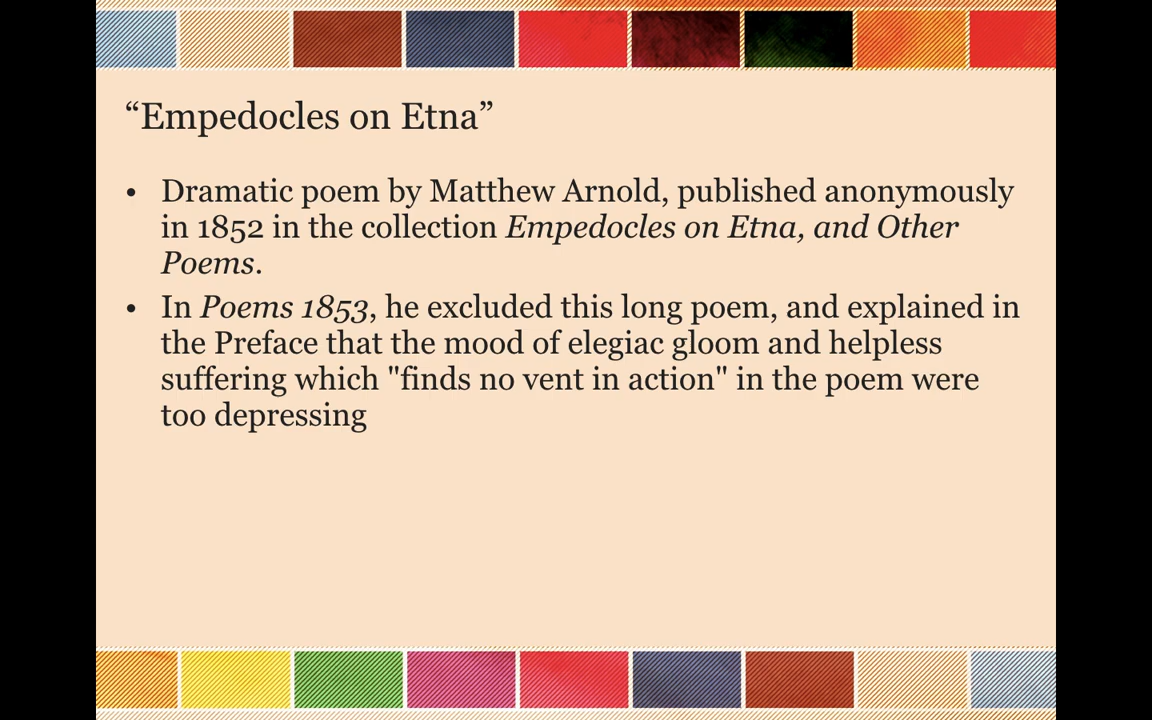 “Empedocles on Etna”
• Dramatic poem by Matthew Arnold, published anonymously
in 1852 in the collection Empedocles on Etna, and Other
Poems.
• In Poems 1853, he excluded this long poem, and explained in
the Preface that the mood of elegiac gloom and helpless
suffering which "finds no vent in action" in the poem were
too depressing